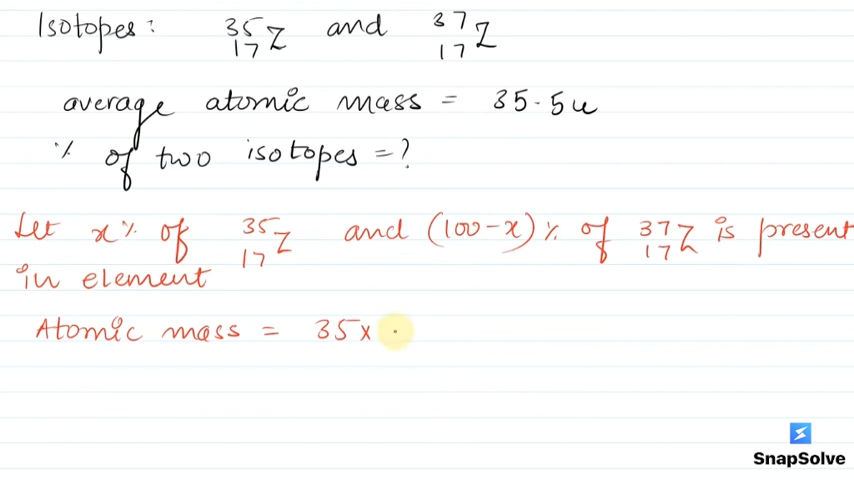 Isotopes: 35 17 Z and 37 17 Z
average atomic mass = 35.5u
% of two isotopes = ?
Let x% of 35 17 Z and (100-x)% of 37 17 Z is present
in element
Atomic mass = 35x
SnapSolve